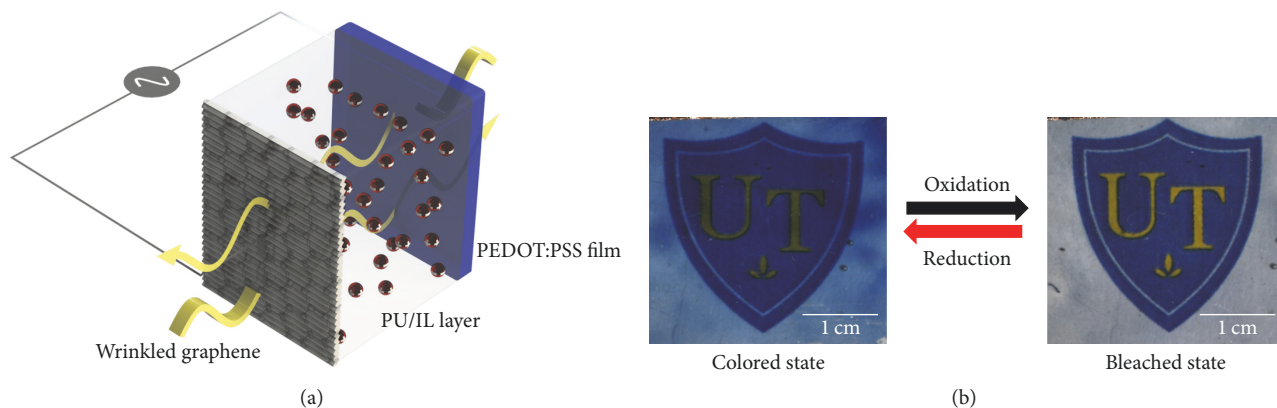 PEDOT:PSS film
PU/IL layer
Wrinkled graphene
(a)
UT
1 cm
Colored state
Oxidation
Reduction
UT
1 cm
Bleached state
(b)